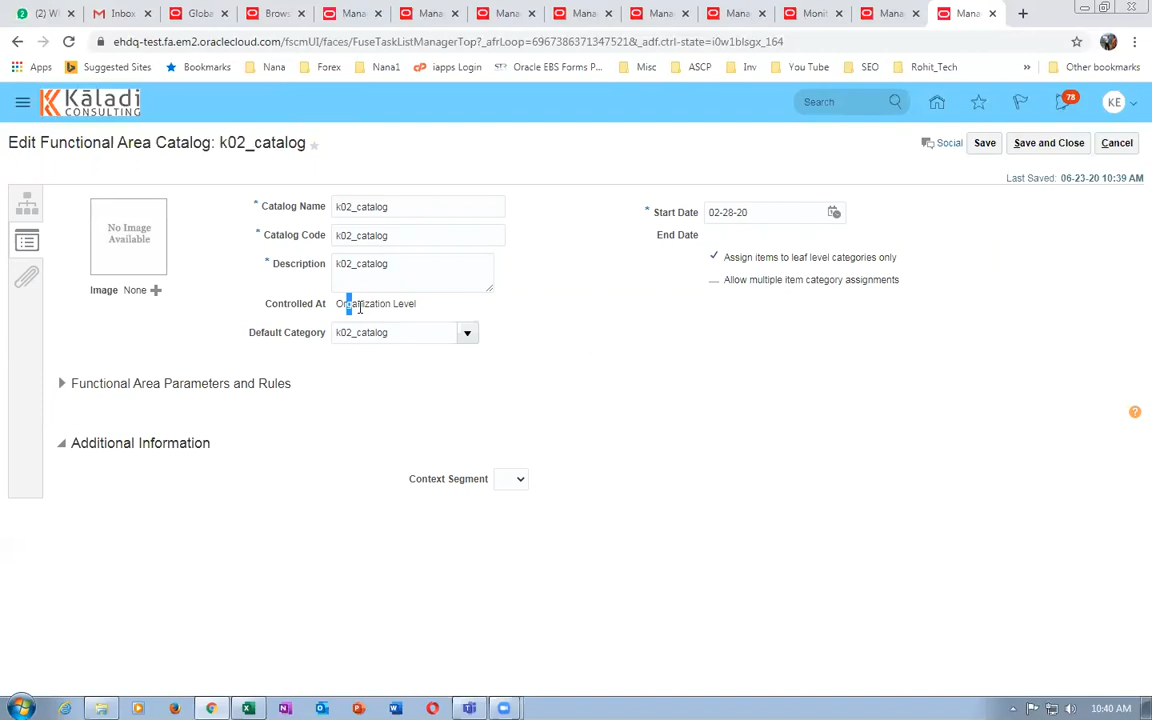 (2) W
Inbox
Globa
Brows
Mana
Mana
Mana
Mana
Mana
Mana
Monit
Mana
Mana
ehdq-test.fa.em2.oraclecloud.com/fscmUI/faces/FuseTaskListManagerTop?_afrLoop=6967386371347521&_adf.ctrl-state=i0w1blsgx_164
Apps
Suggested Sites
Bookmarks
Nana
Forex
Nana1
iapps Login
Oracle EBS Forms P...
Misc
ASCP
Inv
You Tube
SEO
Rohit_Tech
»
Other bookmarks
Kāladi
CONSULTING
Search
78
KE
Edit Functional Area Catalog: k02_catalog
Social
Save
Save and Close
Cancel
Last Saved: 06-23-20 10:39 AM
No Image
Available
Image None
* Catalog Name k02_catalog
* Catalog Code k02_catalog
* Description k02_catalog
Controlled At Organization Level
Default Category k02_catalog
* Start Date 02-28-20
End Date
Assign items to leaf level categories only
Allow multiple item category assignments
Functional Area Parameters and Rules
?
Additional Information
Context Segment
10:40 AM